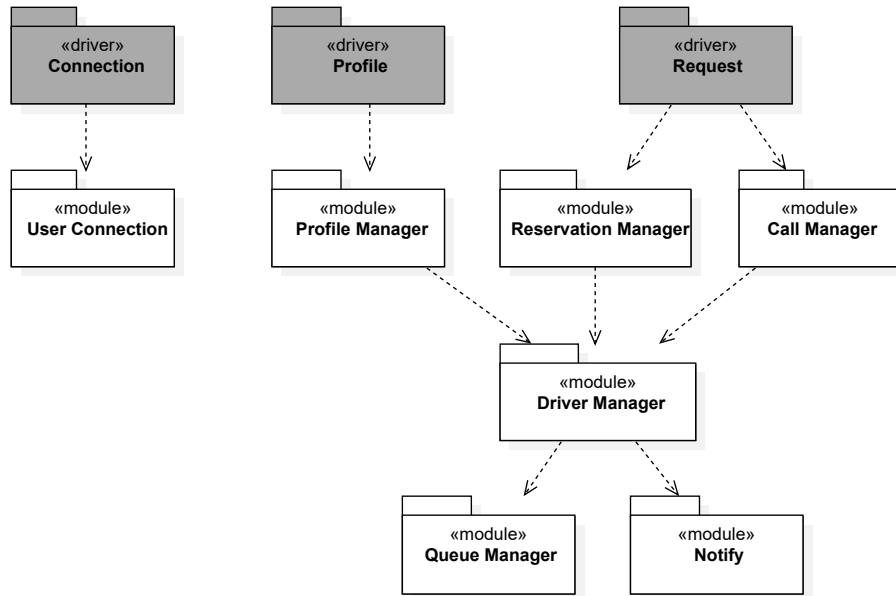 «driver»
Connection
«driver»
Profile
«driver»
Request
«module»
User Connection
«module»
Profile Manager
«module»
Reservation Manager
«module»
Call Manager
«module»
Driver Manager
«module»
Queue Manager
«module»
Notify